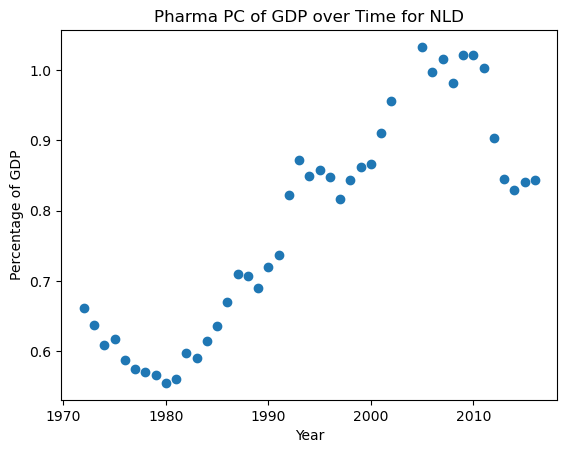 Pharma PC of GDP over Time for NLD
Percentage of GDP
1.0
0.9
0.8
0.7
0.6
1970 1980 1990 2000 2010
Year